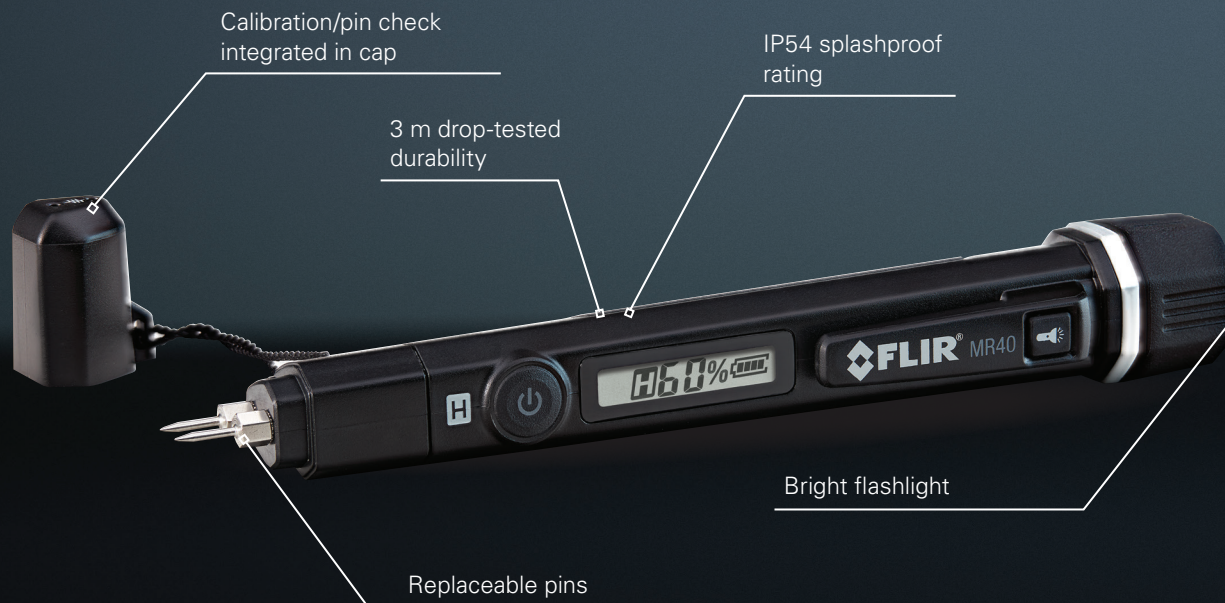 Calibration/pin check
integrated in cap
IP54 splashproof
rating
3 m drop-tested
durability
H
H60%
FLIR® MR40
Bright flashlight
Replaceable pins